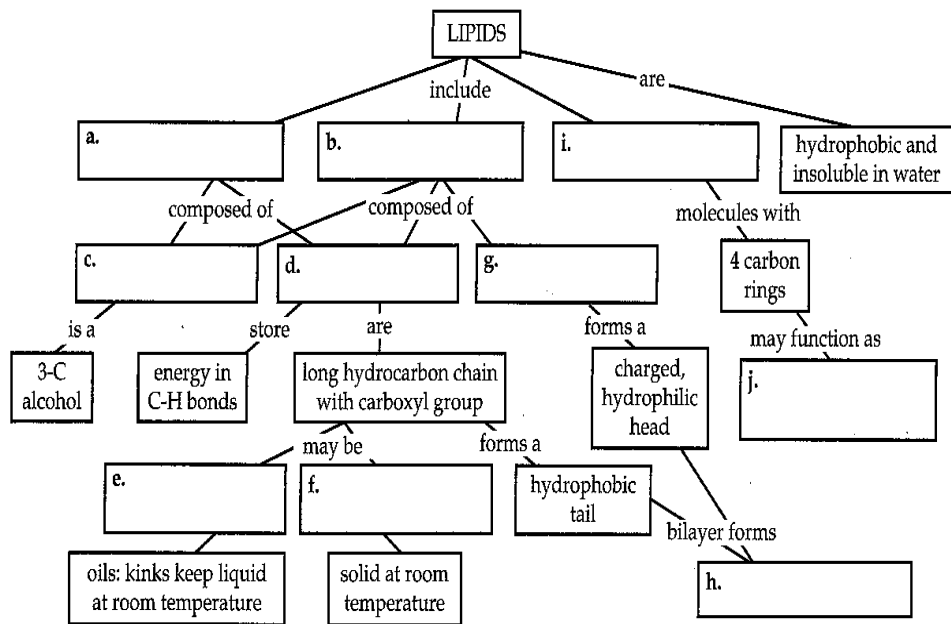 LIPIDS
include
are
a.
b.
i.
hydrophobic and
insoluble in water
composed of
composed of
molecules with
c.
d.
g.
4 carbon
rings
is a
store
are
forms a
may function as
3-C
alcohol
energy in
C-H bonds
long hydrocarbon chain
with carboxyl group
charged,
hydrophilic
head
j.
may be
forms a
e.
f.
hydrophobic
tail
bilayer forms
oils: kinks keep liquid
at room temperature
solid at room
temperature
h.